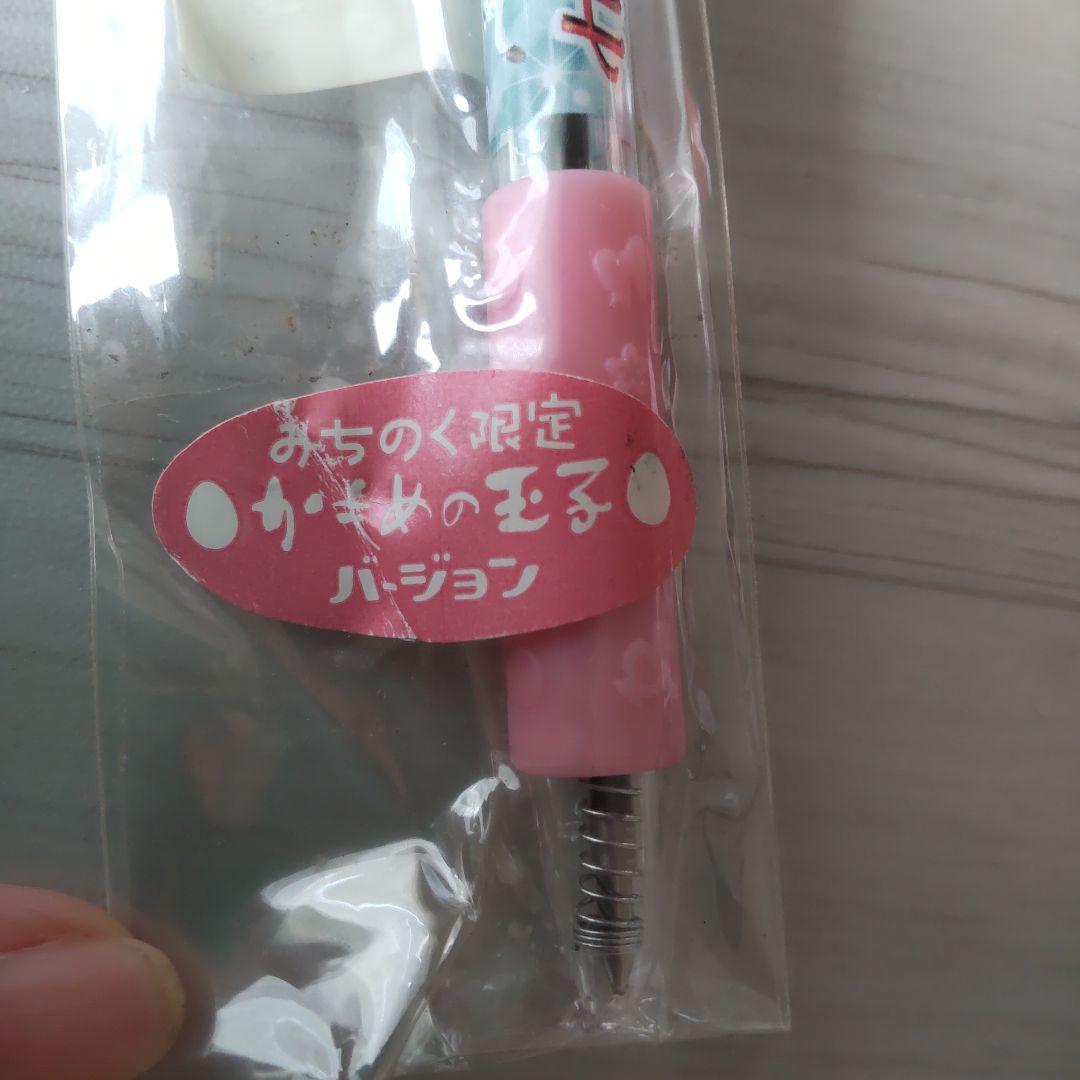 みちのく限定
かもめの玉子
バージョン